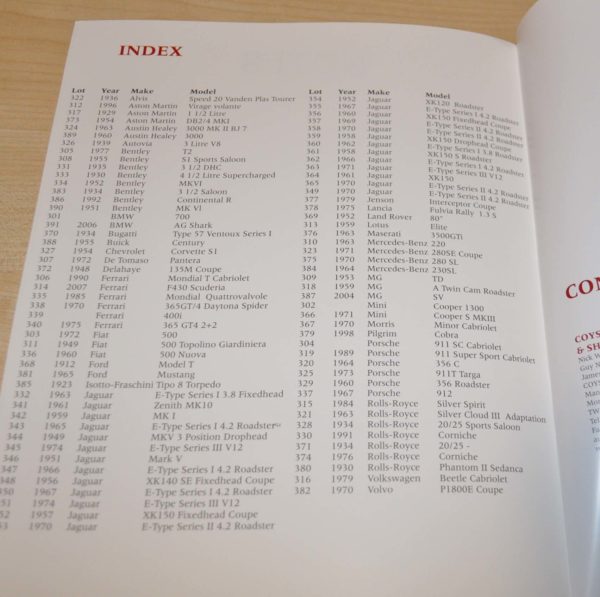 INDEX
Lot Year Make Model
322 1936 Alvis Speed 20 Vanden Plas Tourer
312 1996 Aston Martin Virage volante
317 1929 Aston Martin 1 1/2 Litre
373 1954 Aston Martin DB2/4 MKI
324 1963 Austin Healey 3000 MK II BJ 7
389 1960 Austin Healey 3000
326 1939 Autovia 3 Litre V8
305 1977 Bentley T2
308 1955 Bentley S1 Sports Saloon
331 1935 Bentley 3 1/2 DHC
333 1930 Bentley 4 1/2 Litre Supercharged
334 1952 Bentley MKVI
383 1934 Bentley 3 1/2 Saloon
386 1992 Bentley Continental R
390 1951 Bentley MK VI
301 BMW 700
391 2006 BMW AG Shark
370 1934 Bugatti Type 57 Ventoux Series I
388 1955 Buick Century
327 1954 Chevrolet Corvette S1
307 1972 De Tomaso Pantera
372 1948 Delahaye 135M Coupe
306 1990 Ferrari Mondial T Cabriolet
314 2007 Ferrari F430 Scuderia
335 1985 Ferrari Mondial Quattrovalvole
338 1970 Ferrari 365GT/4 Daytona Spider
339 Ferrari 400i
340 1975 Ferrari 365 GT4 2+2
303 1972 Fiat 500
311 1949 Fiat 500 Topolino Giardiniera
336 1960 Fiat 500 Nuova
368 1912 Ford Model T
381 1965 Ford Mustang
385 1923 Isotto-Fraschini Tipo 8 Torpedo
332 1963 Jaguar E-Type Series I 3.8 Fixedhead
341 1961 Jaguar Zenith MK10
342 1959 Jaguar MK I
343 1965 Jaguar E-Type Series I 4.2 Roadster
344 1949 Jaguar MKV 3 Position Drophead
345 1974 Jaguar E-Type Series III V12
346 1951 Jaguar Mark V
347 1966 Jaguar E-Type Series I 4.2 Roadster
348 1956 Jaguar XK140 SE Fixedhead Coupe
350 1967 Jaguar E-Type Series I 4.2 Roadster
51 1974 Jaguar E-Type Series III V12
52 1957 Jaguar XK150 Fixedhead Coupe
53 1970 Jaguar E-Type Series II 4.2 Roadster
Lot Year Make Model
354 1952 Jaguar XK120 Roadster
355 1967 Jaguar E-Type Series I 4.2 Roadster
356 1960 Jaguar XK150 Fixedhead Coupe
357 1969 Jaguar E-Type Series II 4.2 Roadster
358 1970 Jaguar E-Type Series II 4.2 Roadster
359 1958 Jaguar XK150 Drophead Coupe
360 1962 Jaguar E-Type Series I 3.8 Roadster
361 1958 Jaguar XK150 S Roadster
362 1966 Jaguar E-Type Series I 4.2 Roadster
363 1971 Jaguar E-Type Series III V12
364 1961 Jaguar XK150
365 1970 Jaguar E-Type Series II 4.2 Roadster
349 1970 Jaguar E-Type Series II 4.2 Roadster
377 1979 Jenson Interceptor Coupe
378 1975 Lancia Fulvia Rally 1.3 S
369 1952 Land Rover 80"
313 1959 Lotus Elite
376 1963 Maserati 3500GTi
310 1963 Mercedes-Benz 220
323 1971 Mercedes-Benz 280SE Coupe
375 1970 Mercedes-Benz 280 SL
384 1964 Mercedes-Benz 230SL
309 1953 MG TD
318 1959 MG A Twin Cam Roadster
387 2004 MG SV
302 Mini Cooper 1300
366 1971 Mini Cooper S MKIII
367 1970 Morris Minor Cabriolet
379 1998 Pilgrim Cobra
304 Porsche 911 SC Cabriolet
319 1989 Porsche 911 Super Sport Cabriolet
320 1964 Porsche 356 C
325 1973 Porsche 911T Targa
329 1960 Porsche 356 Roadster
337 1967 Porsche 912
315 1984 Rolls-Royce Silver Spirit
321 1963 Rolls-Royce Silver Cloud III Adaptation
328 1934 Rolls-Royce 20/25 Sports Saloon
330 1991 Rolls-Royce Corniche
371 1934 Rolls-Royce 20/25 -
374 1976 Rolls-Royce Corniche
380 1930 Rolls-Royce Phantom II Sedanca
316 1979 Volkswagen Beetle Cabriolet
382 1970 Volvo P1800E Coupe
CON
COYS
& SH
Nick W
Guy N
James
COYS
Man
Mo
TW
Tel
Fa